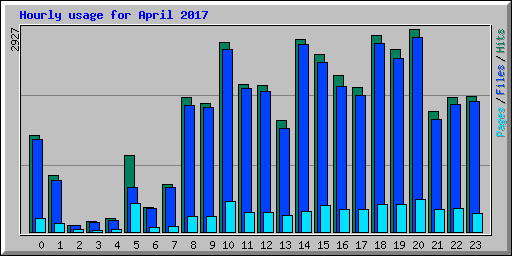 Hourly usage for April 2017
2927
Pages / Files / Hits
0 1 2 3 4 5 6 7 8 9 10 11 12 13 14 15 16 17 18 19 20 21 22 23